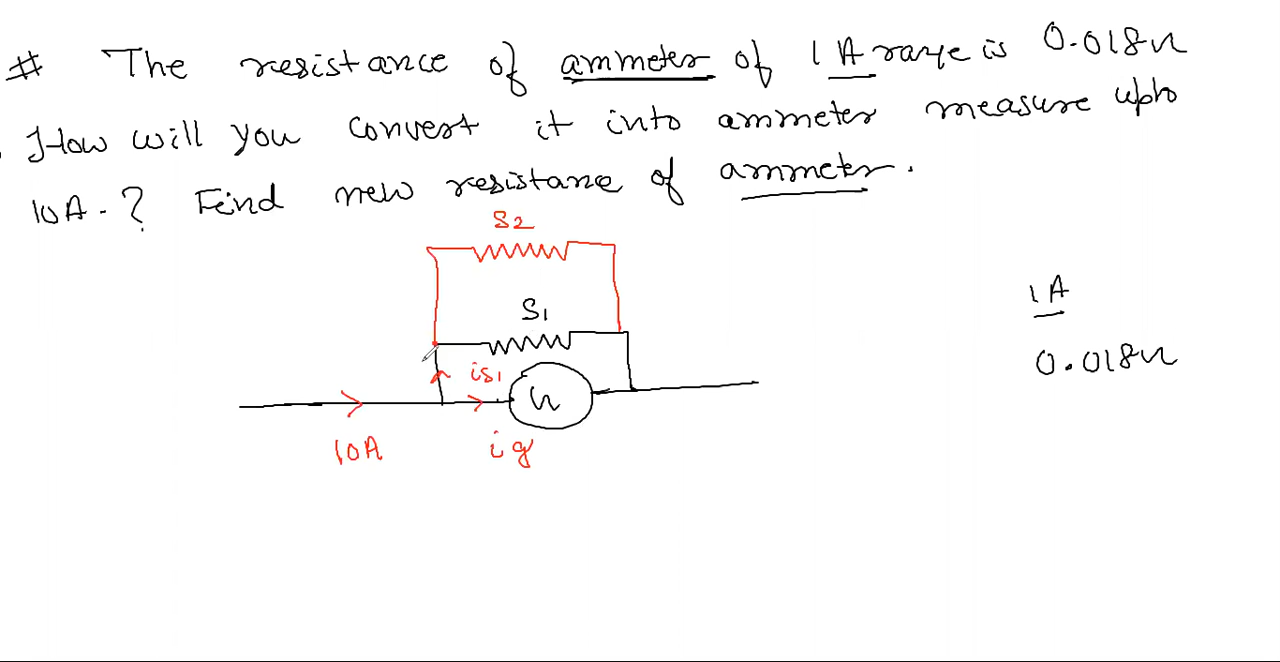 # The resistance of ammeter of 1 A range is 0.018Ω
. How will you convert it into ammeter measure upto
10A - ? Find new resistance of ammeter.
S2
S1
1A
is1
0.018Ω
G
10A
ig